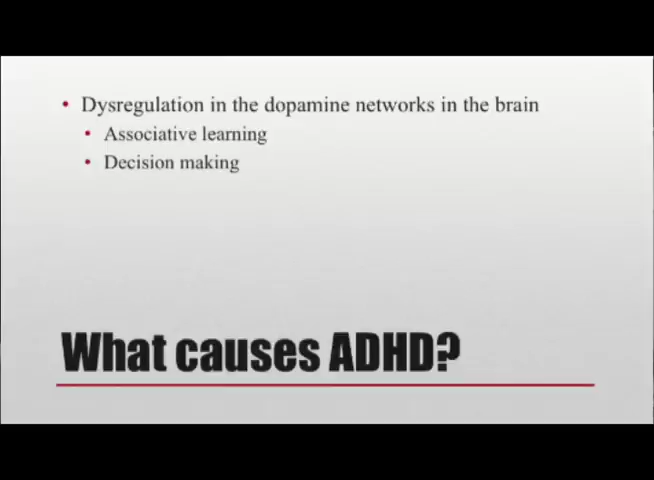 • Dysregulation in the dopamine networks in the brain
• Associative learning
• Decision making
What causes ADHD?